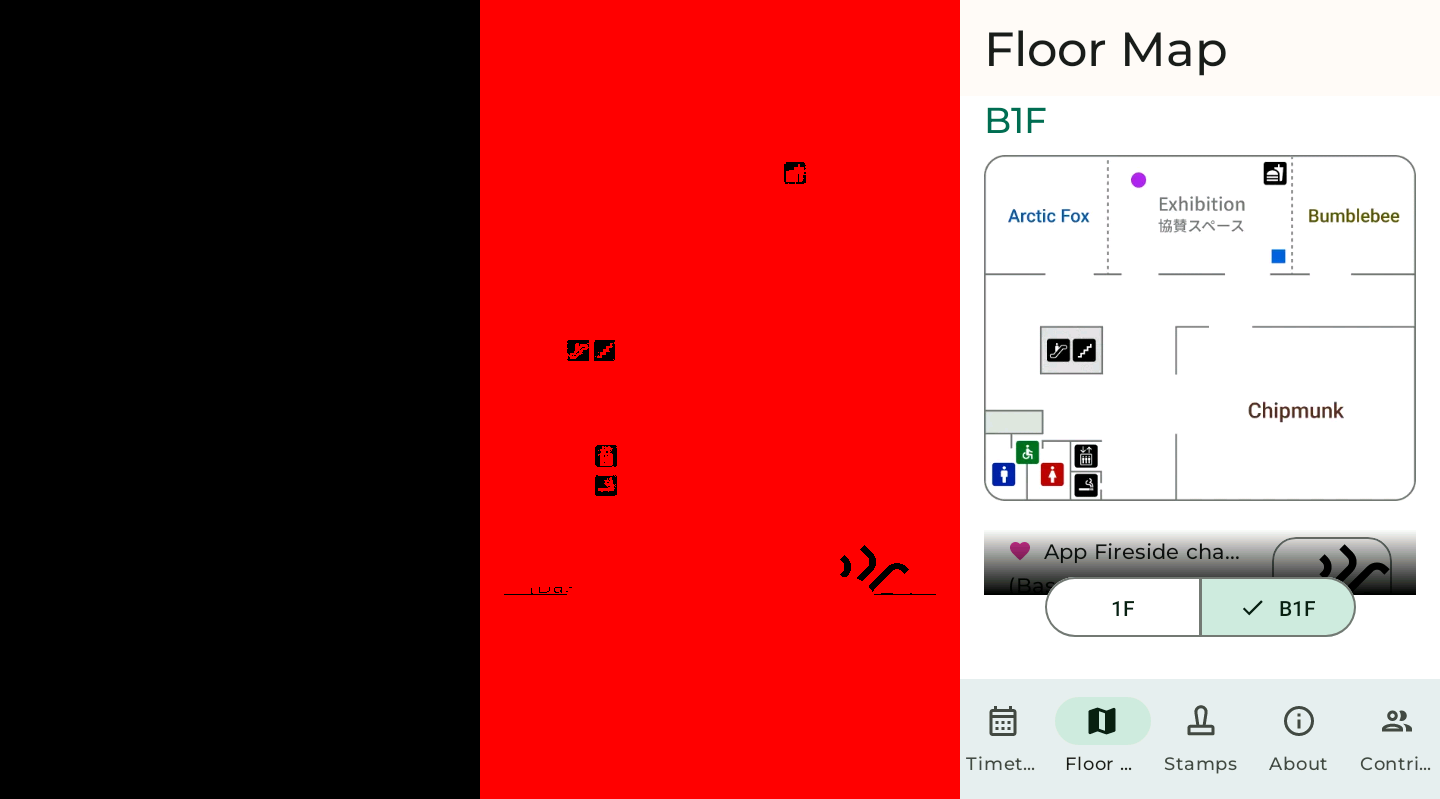 Floor Map
B1F
Arctic Fox
Exhibition
協賛スペース
Bumblebee
Chipmunk
App Fireside cha...
(Bas
1F
B1F
Timet...
Floor ...
Stamps
About
Contri...